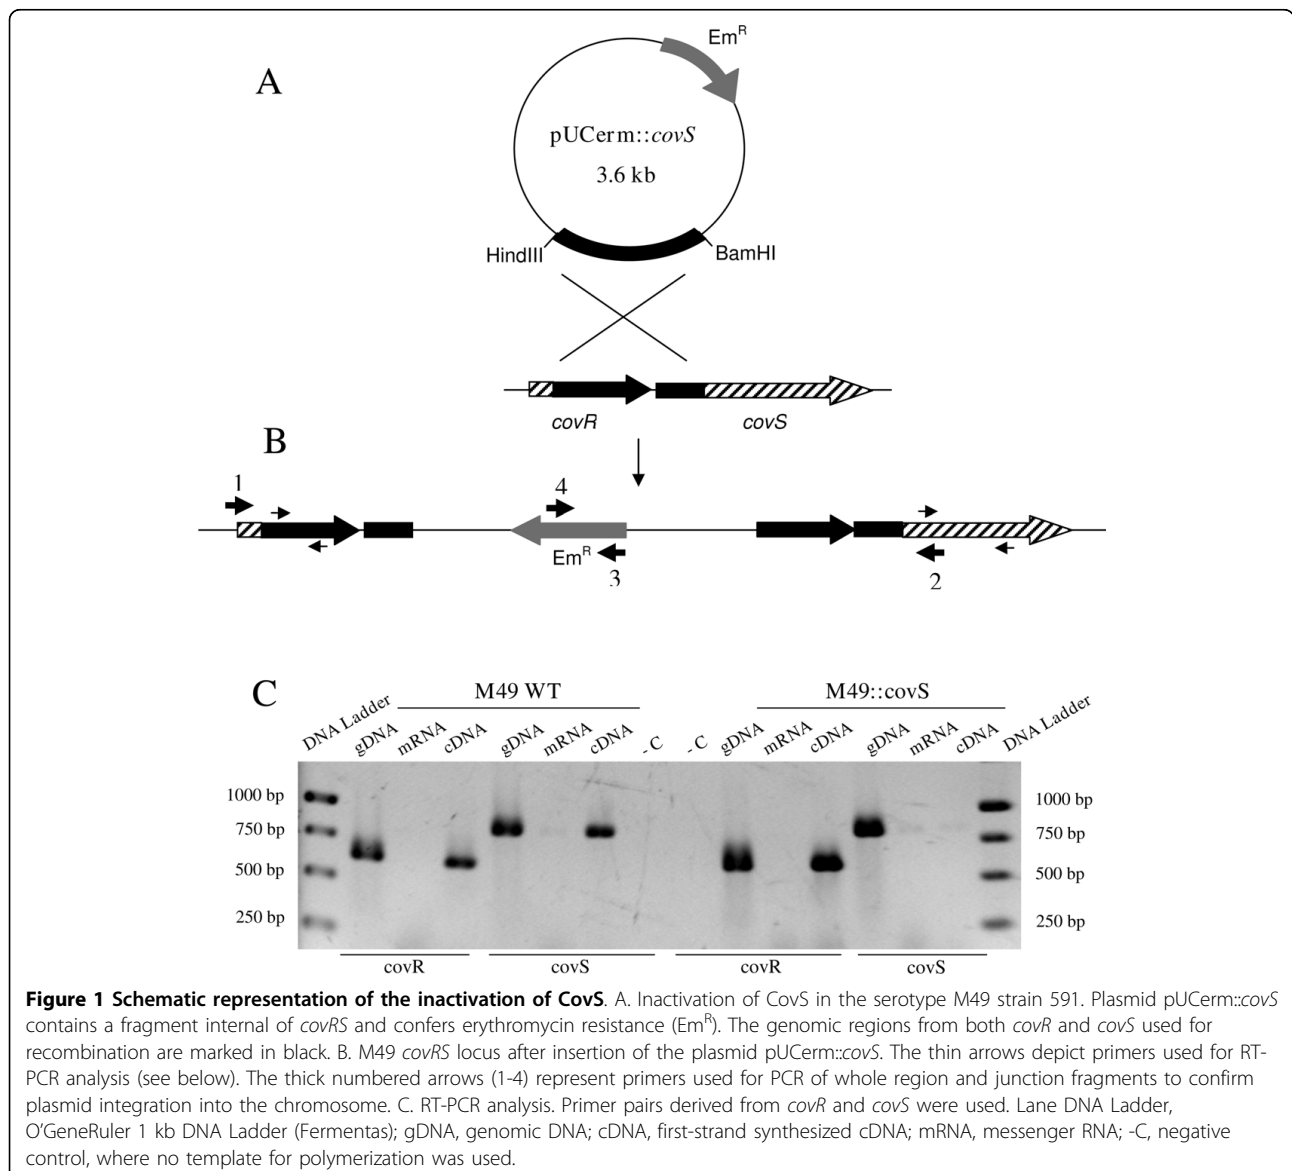 A
Em^R
pUCerm::covS
3.6 kb
HindIII
BamHI
covR
covS
B
1
4
Em^R
3
2
C
M49 WT
M49::covS
DNA Ladder gDNA mRNA cDNA gDNA mRNA cDNA - C - C gDNA mRNA cDNA gDNA mRNA cDNA DNA Ladder
1000 bp
750 bp
500 bp
250 bp
1000 bp
750 bp
500 bp
250 bp
covR covS covR covS
Figure 1 Schematic representation of the inactivation of CovS. A. Inactivation of CovS in the serotype M49 strain 591. Plasmid pUCerm::covS
contains a fragment internal of covRS and confers erythromycin resistance (Em^R). The genomic regions from both covR and covS used for
recombination are marked in black. B. M49 covRS locus after insertion of the plasmid pUCerm::covS. The thin arrows depict primers used for RT-
PCR analysis (see below). The thick numbered arrows (1-4) represent primers used for PCR of whole region and junction fragments to confirm
plasmid integration into the chromosome. C. RT-PCR analysis. Primer pairs derived from covR and covS were used. Lane DNA Ladder,
O'GeneRuler 1 kb DNA Ladder (Fermentas); gDNA, genomic DNA; cDNA, first-strand synthesized cDNA; mRNA, messenger RNA; -C, negative
control, where no template for polymerization was used.